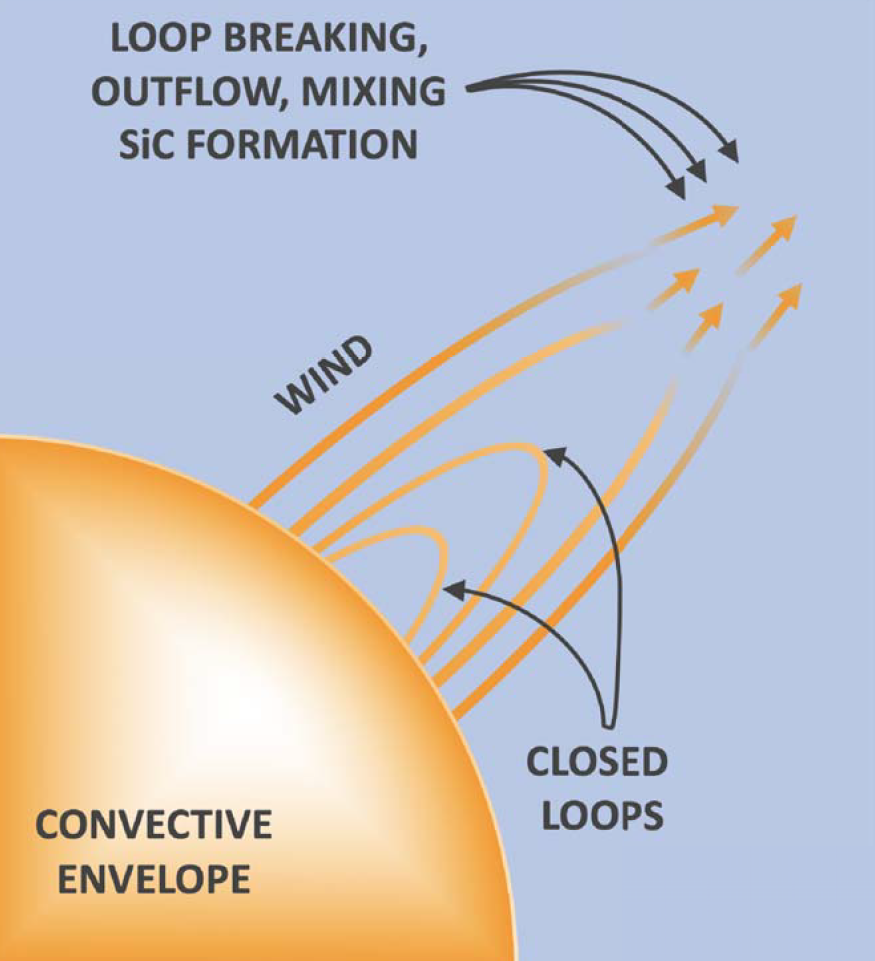 LOOP BREAKING,
OUTFLOW, MIXING
SiC FORMATION
WIND
CLOSED
LOOPS
CONVECTIVE
ENVELOPE